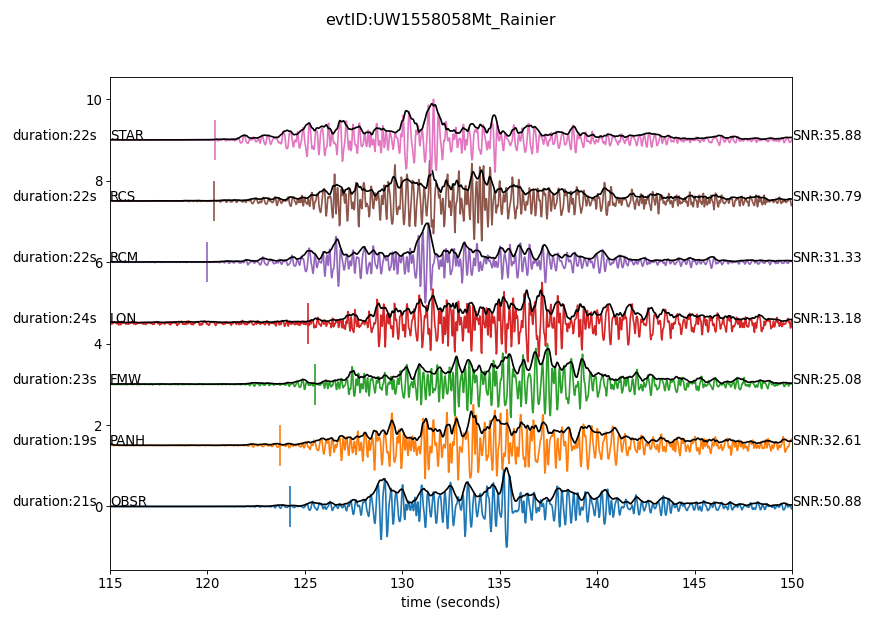 evtID:UW1558058Mt_Rainier
10
duration:22s STAR SNR:35.88
8
duration:22s RCS SNR:30.79
duration:22s RCM SNR:31.33
6
duration:24s LON SNR:13.18
4
duration:23s FMW SNR:25.08
2
duration:19s PANH SNR:32.61
duration:21s OBSR SNR:50.88
0
115 120 125 130 135 140 145 150
time (seconds)